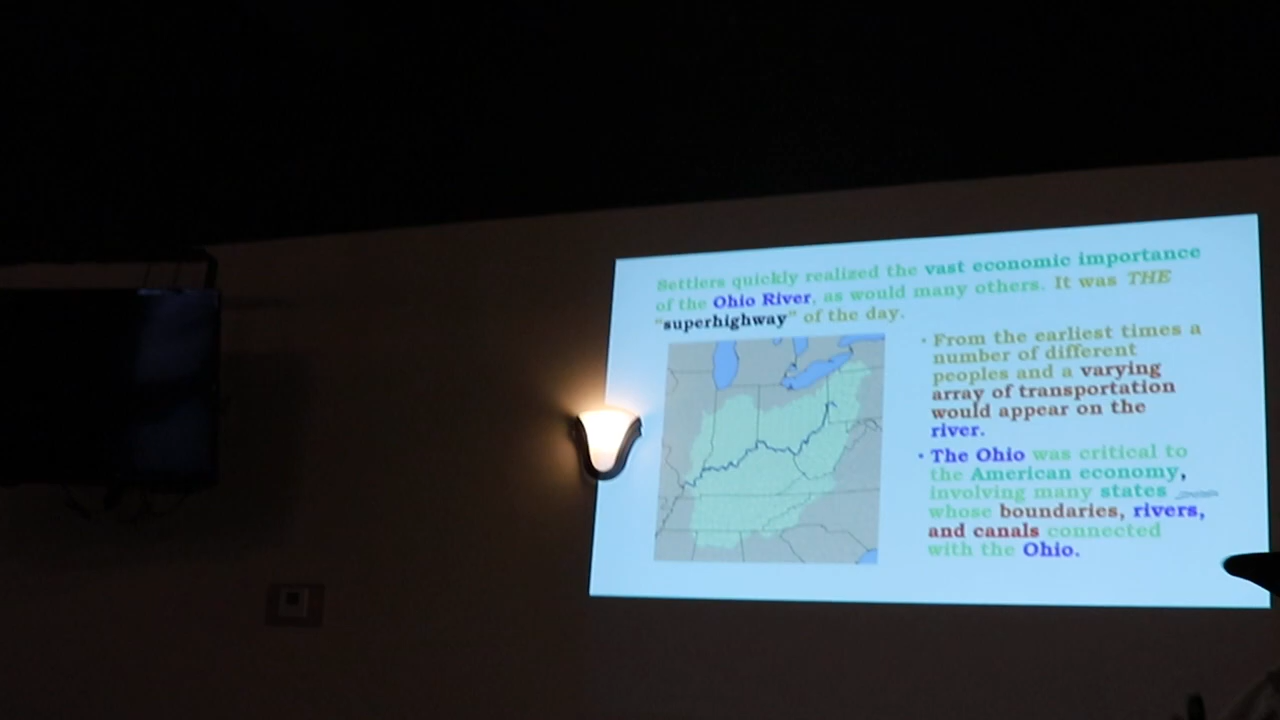 Settlers quickly realized the vast economic importance
of the Ohio River, as would many others. It was THE
"superhighway" of the day.
• From the earliest times a
number of different
peoples and a varying
array of transportation
would appear on the
river.
• The Ohio was critical to
the American economy,
involving many states
whose boundaries, rivers,
and canals connected
with the Ohio.